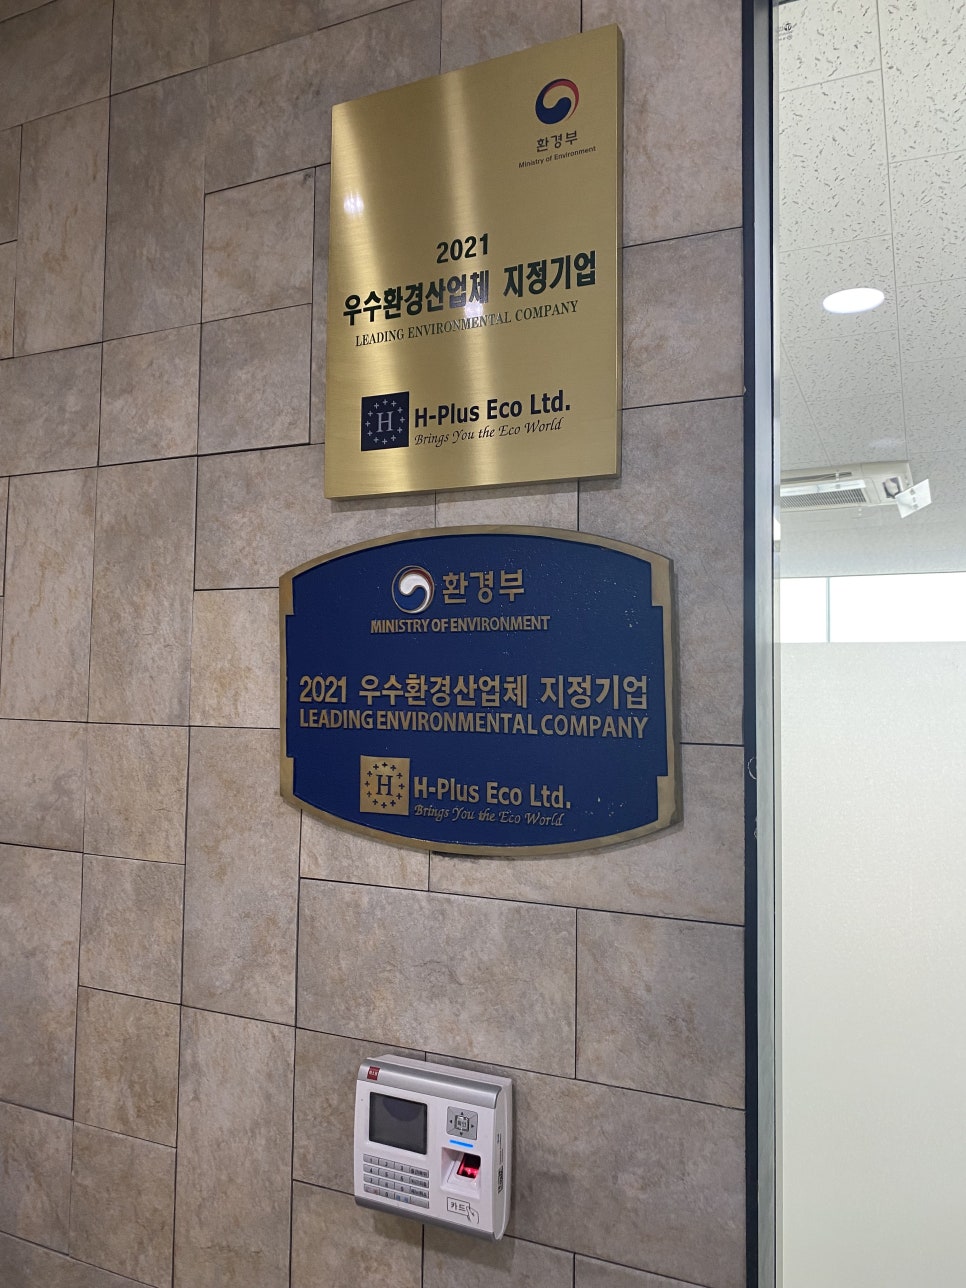 환경부
Ministry of Environment
2021
우수환경산업체 지정기업
LEADING ENVIRONMENTAL COMPANY
H
H-Plus Eco Ltd.
Brings You the Eco World
환경부
MINISTRY OF ENVIRONMENT
2021 우수환경산업체 지정기업
LEADING ENVIRONMENTAL COMPANY
H
H-Plus Eco Ltd.
Brings You the Eco World
카드